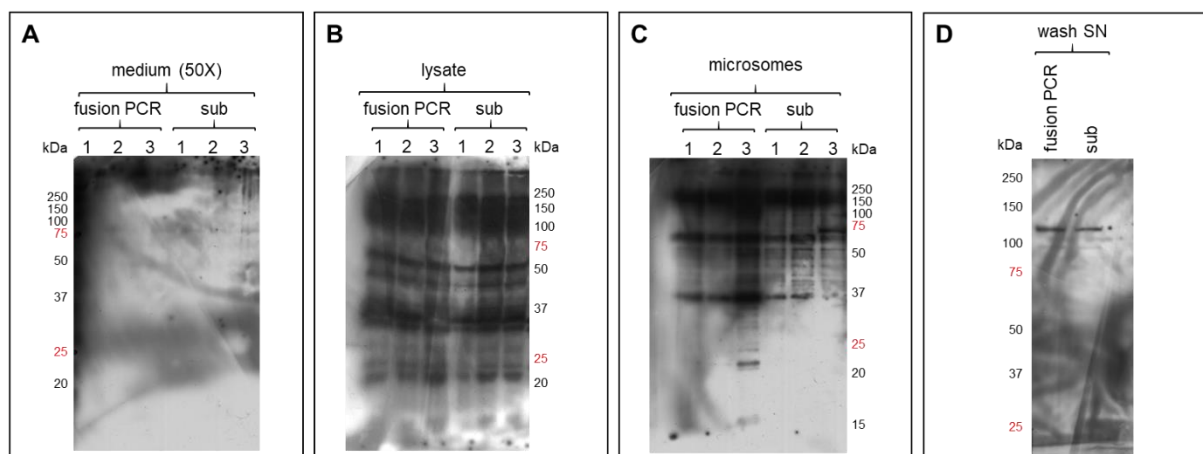 A
medium (50X)
fusion PCR sub
kDa 1 2 3 1 2 3
250
150
100
75
50
37
25
20
B
lysate
fusion PCR sub
1 2 3 1 2 3 kDa
250
150
100
75
50
37
25
20
C
microsomes
fusion PCR sub
1 2 3 1 2 3 kDa
250
150
100
75
37
25
20
15
D
wash SN
fusion PCR
sub
kDa
250
150
100
75
50
37
25